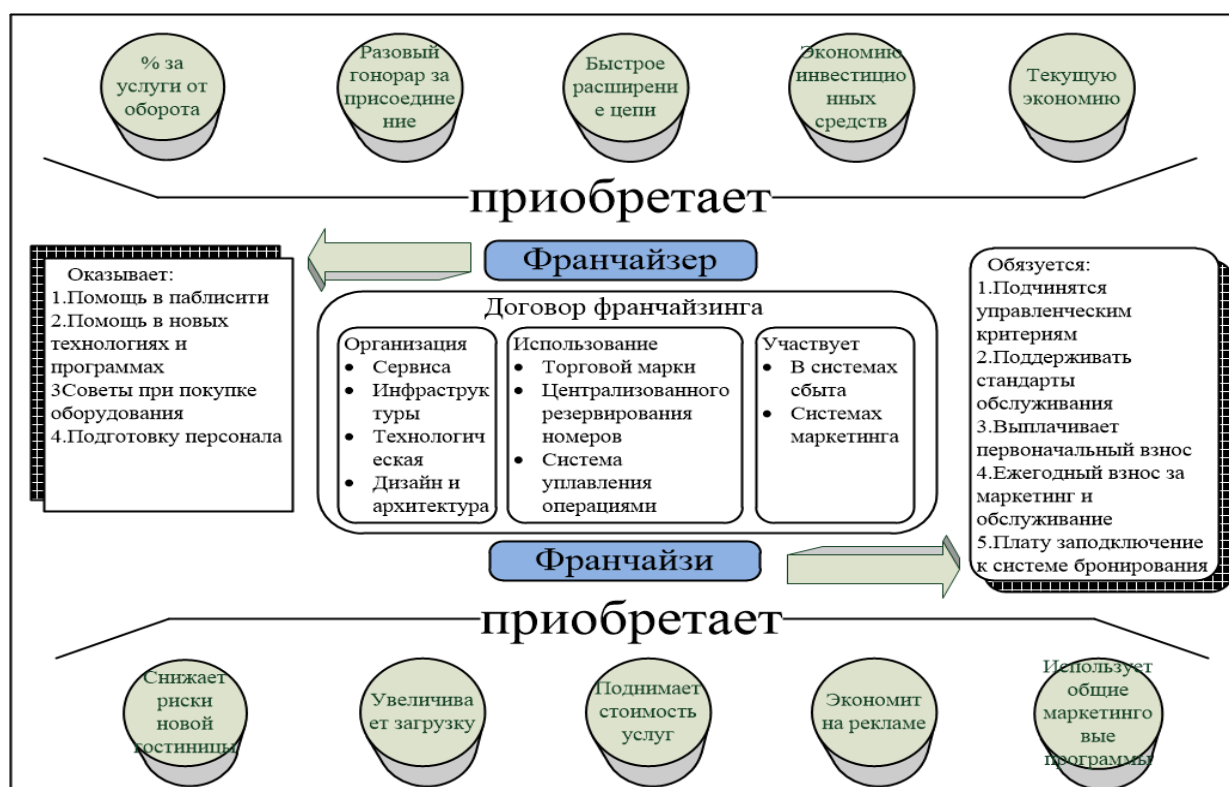 % за
услуги от
оборота
Разовый
гонорар за
присоедине
ние
Быстрое
расширени
е цепи
Экономию
инвестицио
нных
средств
Текущую
экономию
приобретает
Франчайзер
Оказывает:
1.Помощь в паблисити
2.Помощь в новых
технологиях и
программах
3Советы при покупке
оборудования
4.Подготовку персонала
Договор франчайзинга
Организация
• Сервиса
• Инфраструк
туры
• Технологич
еская
• Дизайн и
архитектура
Использование
• Торговой марки
• Централизованного
резервирования
номеров
• Система
уплавления
операциями
Участвует
• В системах
сбыта
• Системах
маркетинга
Обязуется:
1.Подчинятся
управленческим
критериям
2.Поддерживать
стандарты
обслуживания
3.Выплачивает
первоначальный взнос
4.Ежегодный взнос за
маркетинг и
обслуживание
5.Плату заподключение
к системе бронирования
Франчайзи
приобретает
Снижает
риски
новой
гостиницы
Увеличива
ет загрузку
Поднимает
стоимость
услуг
Экономит
на рекламе
Использует
общие
маркетинго
вые
программы